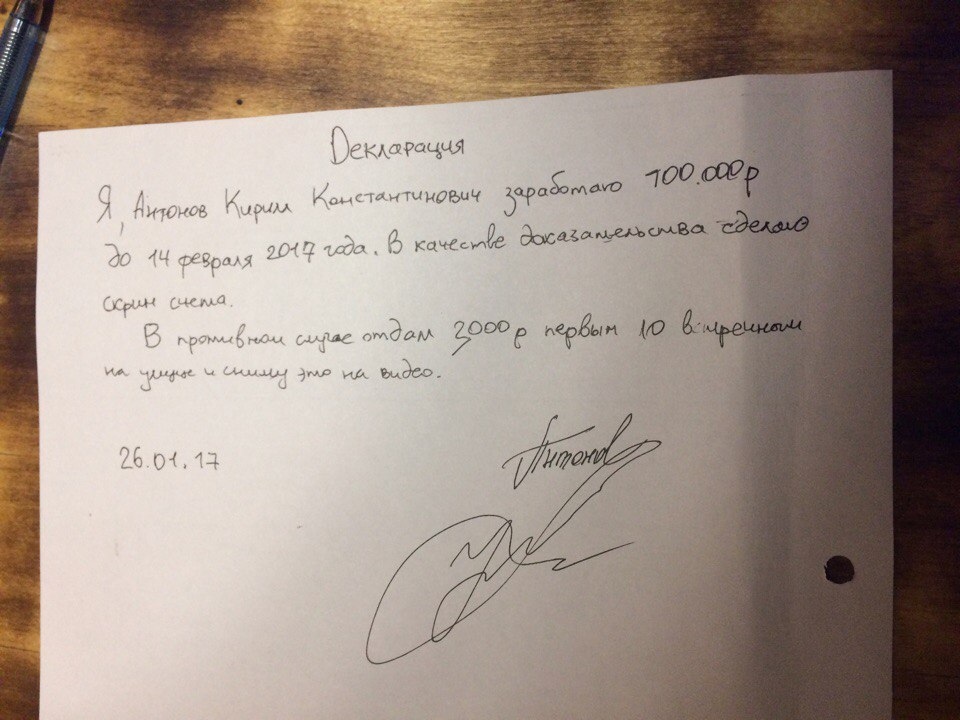 Декларация
Я, Антонов Кирилл Константинович заработаю 100.000р
до 14 февраля 2017 года. В качестве доказательства сделаю
скрин счета.
В противном случае отдам 3000р первым 10 встречным
на улице и сниму это на видео.
26.01.17
Антонов